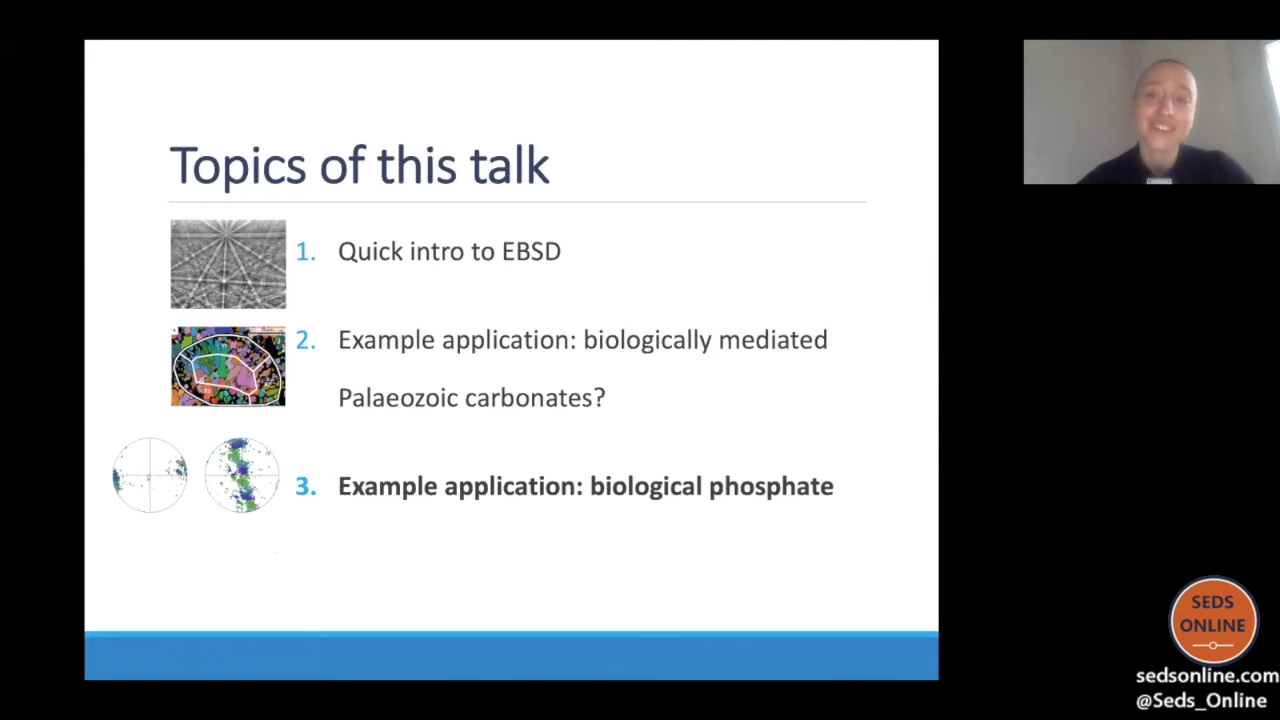 Topics of this talk
1. Quick intro to EBSD
2. Example application: biologically mediated
Palaeozoic carbonates?
3. Example application: biological phosphate
SEDS
ONLINE
sedsonline.com
@Seds_Online